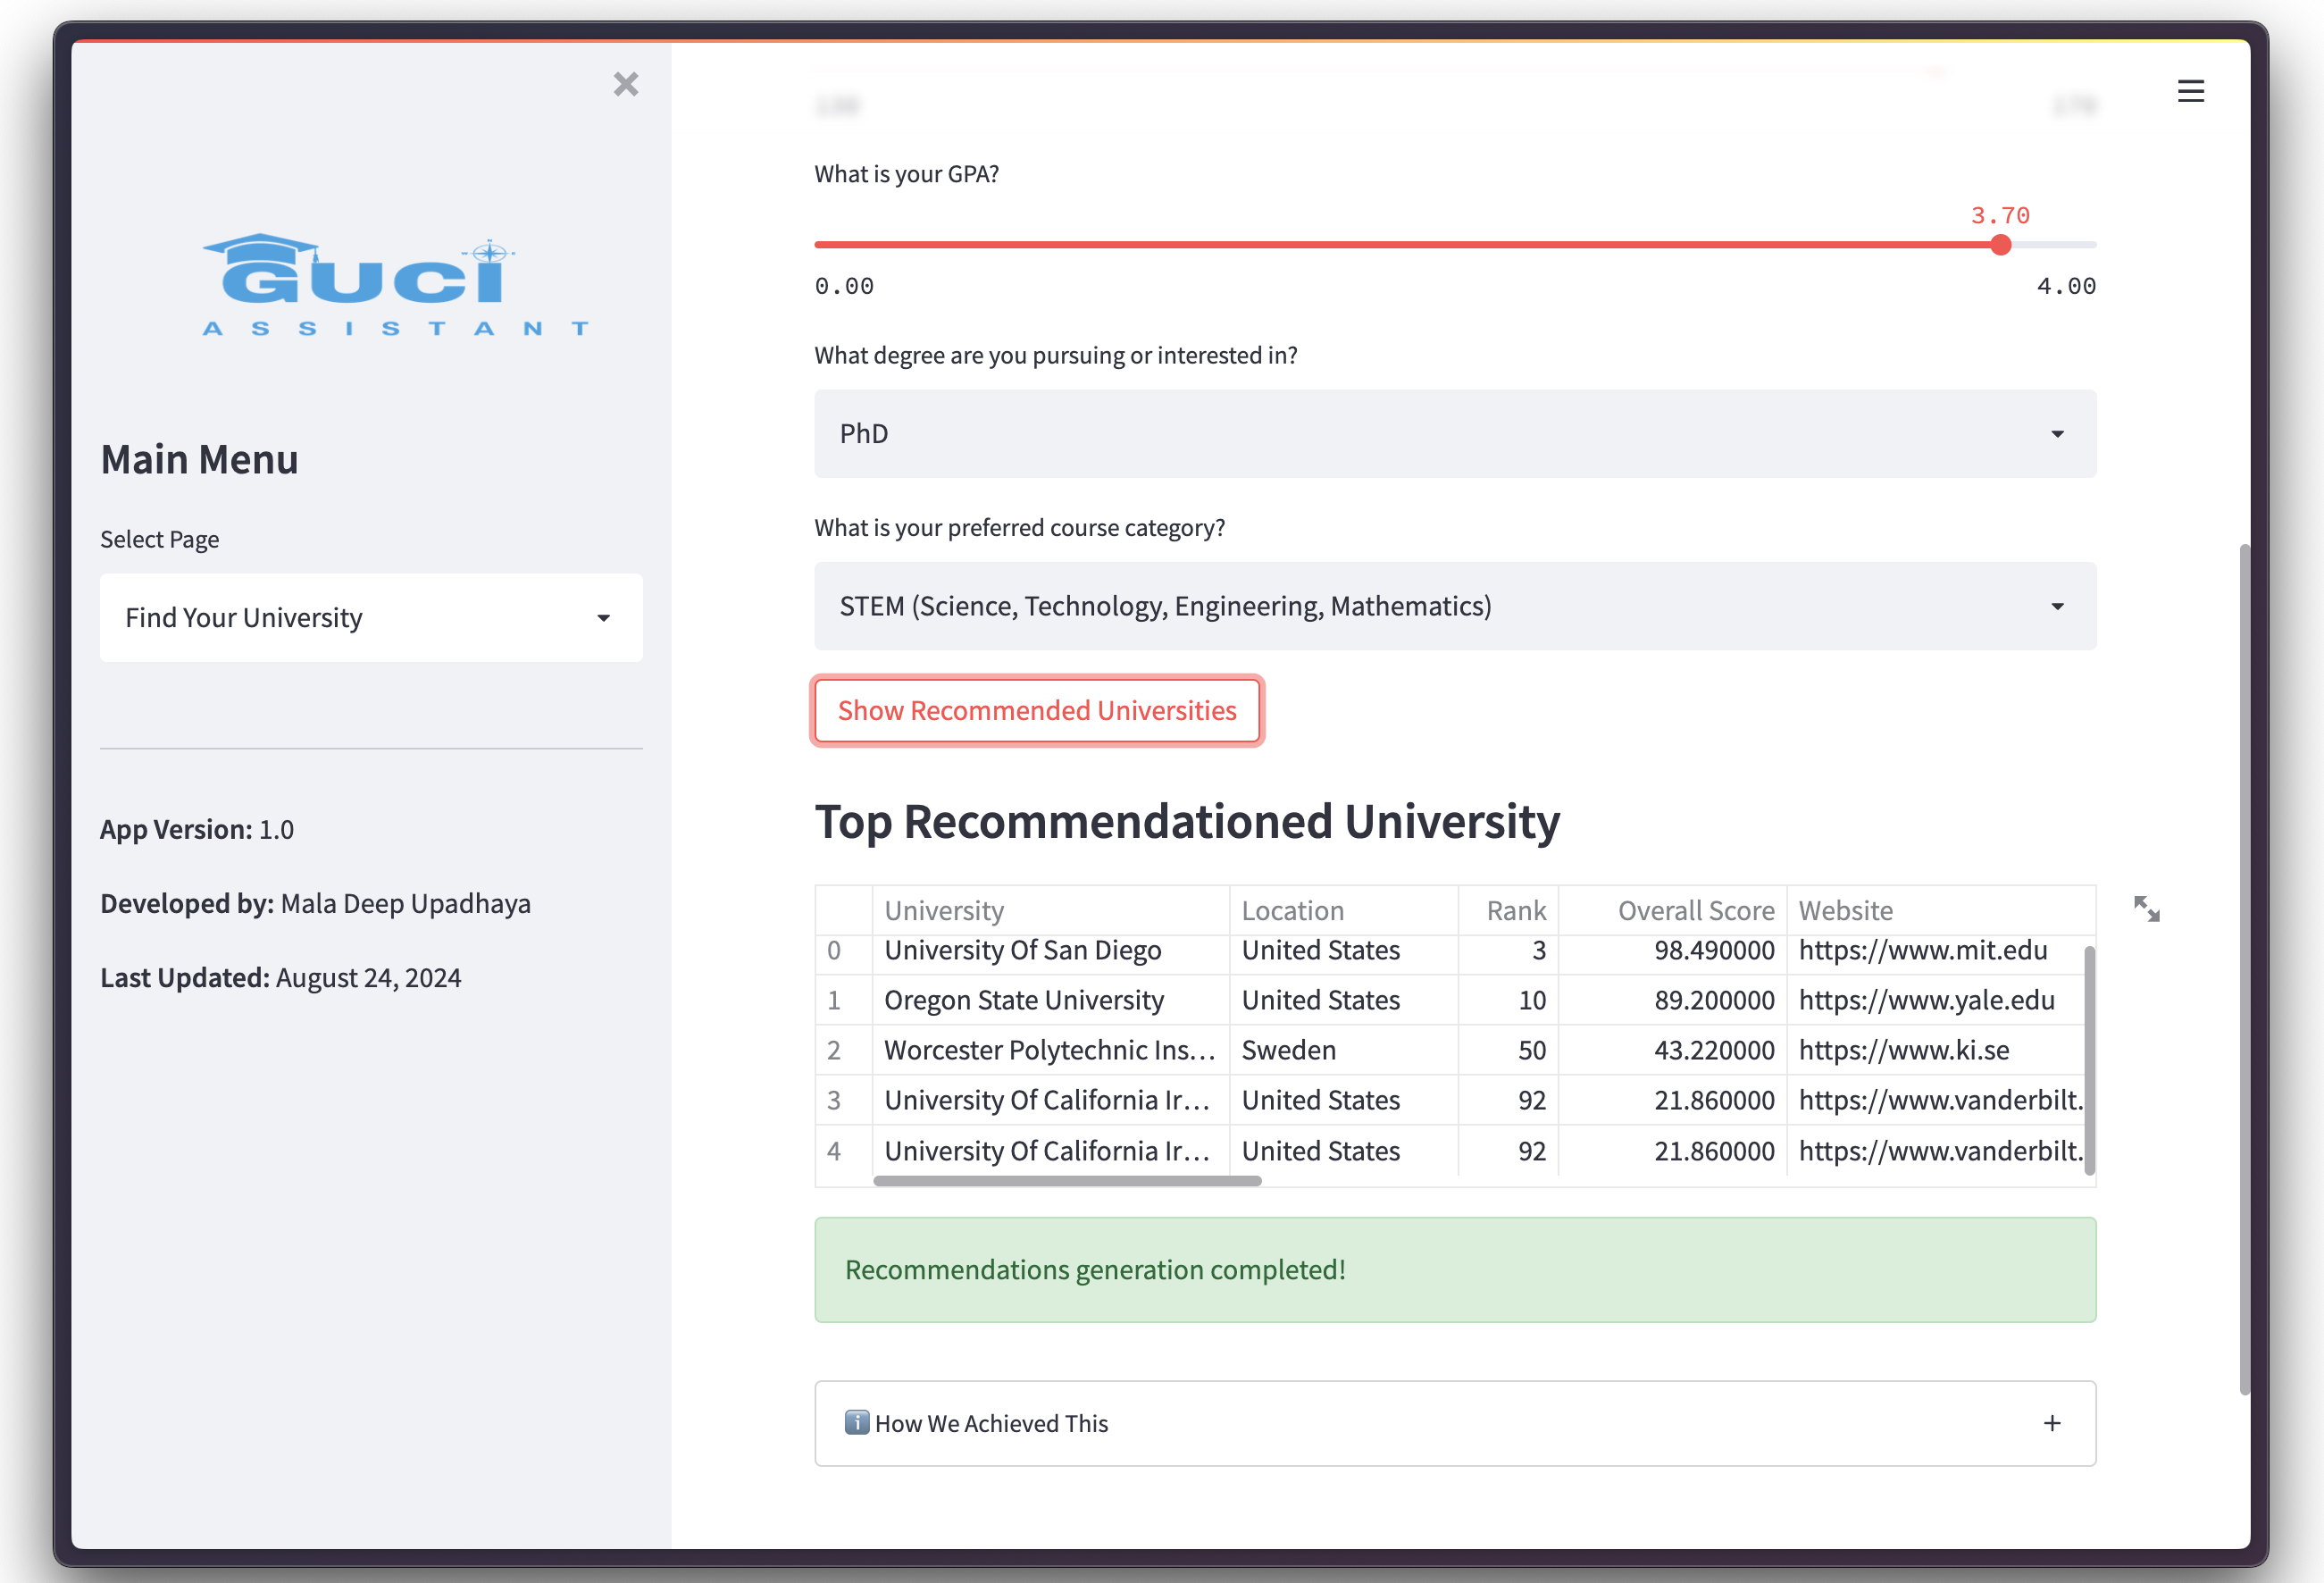 GUCI
ASSISTANT
Main Menu
Select Page
Find Your University
App Version: 1.0
Developed by: Mala Deep Upadhaya
Last Updated: August 24, 2024
What is your GPA?
3.70
0.00 4.00
What degree are you pursuing or interested in?
PhD
What is your preferred course category?
STEM (Science, Technology, Engineering, Mathematics)
Show Recommended Universities
Top Recommendationed University
University Location Rank Overall Score Website
0 University Of San Diego United States 3 98.490000 https://www.mit.edu
1 Oregon State University United States 10 89.200000 https://www.yale.edu
2 Worcester Polytechnic Ins... Sweden 50 43.220000 https://www.ki.se
3 University Of California Ir... United States 92 21.860000 https://www.vanderbilt.
4 University Of California Ir... United States 92 21.860000 https://www.vanderbilt.
Recommendations generation completed!
How We Achieved This